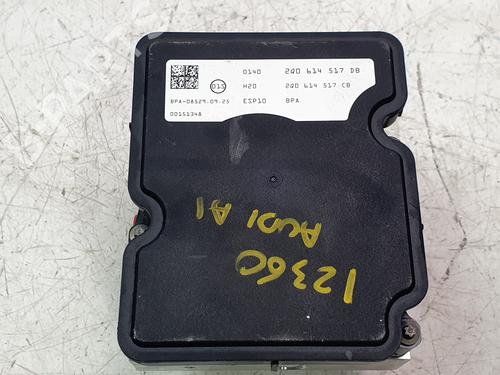 0140 2Q0 614 517 DB
013 H20 2Q0 614 517 CB
BPA-08529.09.25 ESP10 BPA
00151348
12360
AUDI A1